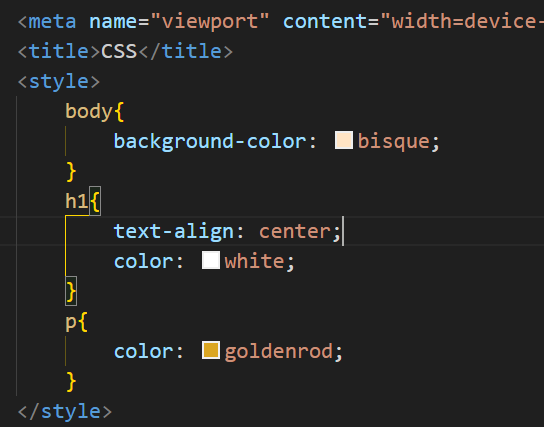 <meta name="viewport" content="width=device-
<title>CSS</title>
<style>
body{
background-color: bisque;
}
h1{
text-align: center;
color: white;
}
p{
color: goldenrod;
}
</style>